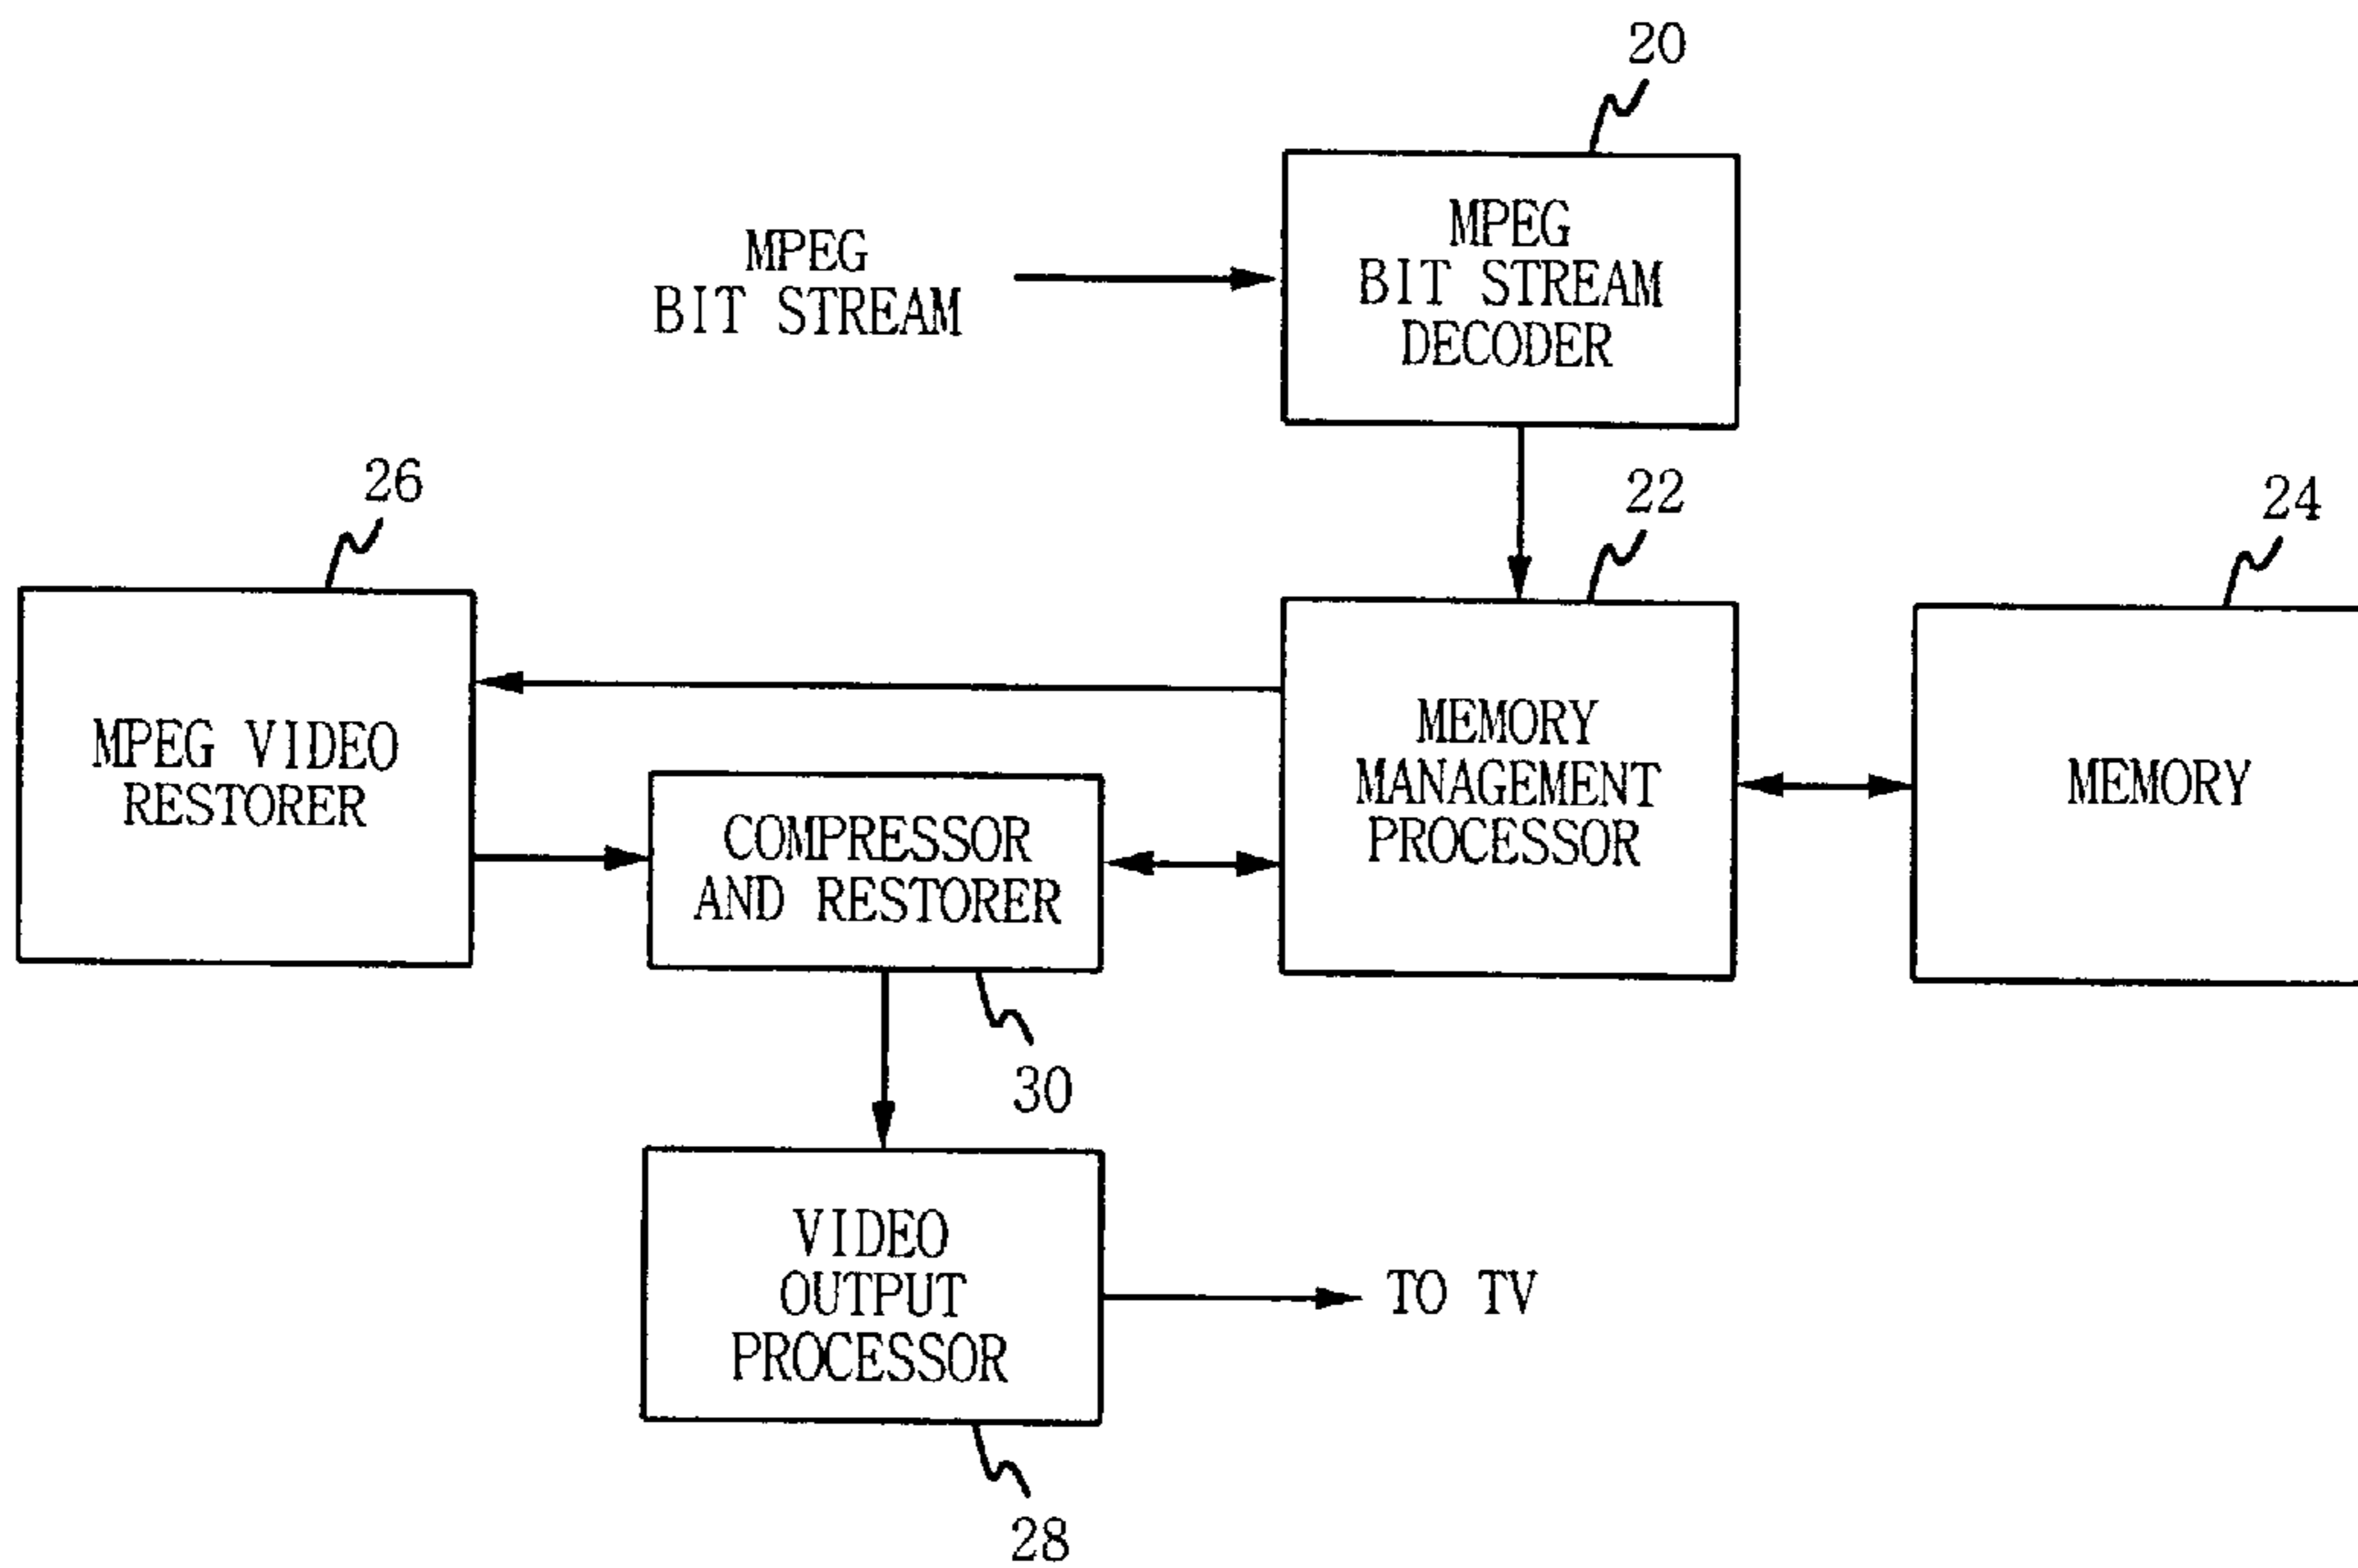 20
MPEG
BIT STREAM
MPEG
BIT STREAM
DECODER
26
22
24
MPEG VIDEO
RESTORER
COMPRESSOR
AND RESTORER
MEMORY
MANAGEMENT
PROCESSOR
MEMORY
30
VIDEO
OUTPUT
PROCESSOR
TO TV
28